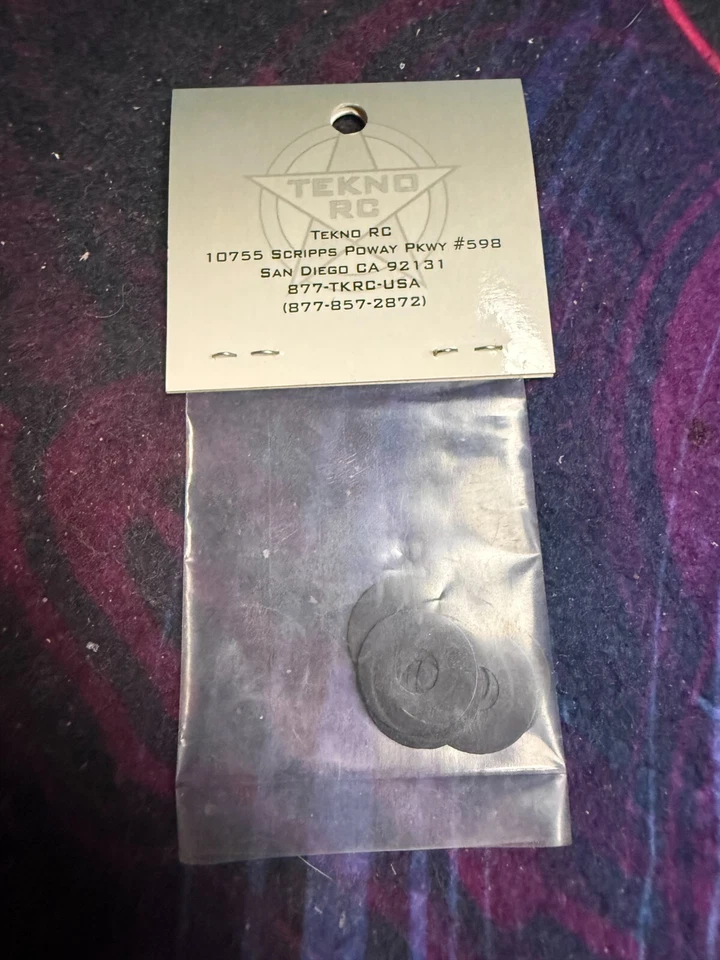 TEKNO
RC
TEKNO RC
10755 SCRIPPS POWAY PKWY #598
SAN DIEGO CA 92131
877-TKRC-USA
(877-857-2872)